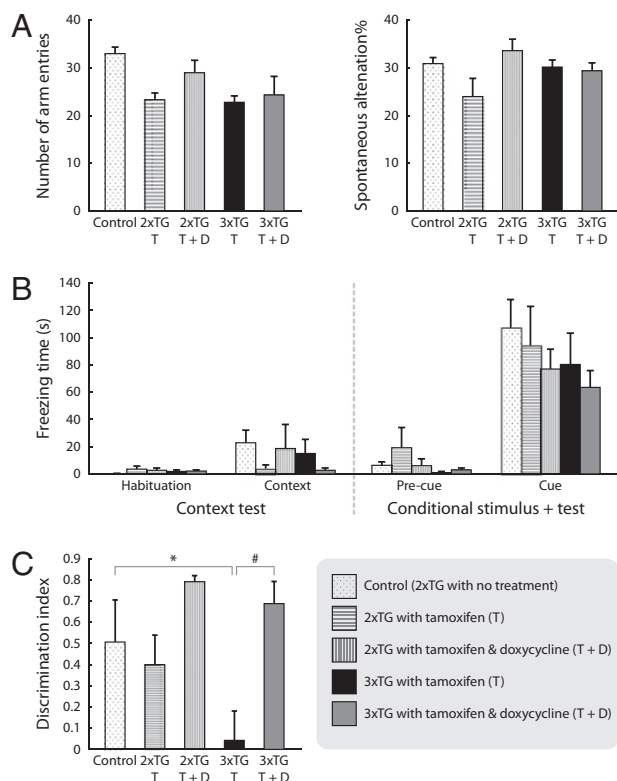 A
Number of arm entries
40
30
20
10
0
Control 2xTG 2xTG 3xTG 3xTG
T T + D T T + D
Spontaneous altenation%
40
30
20
10
0
Control 2xTG 2xTG 3xTG 3xTG
T T + D T T + D
B
Freezing time (s)
140
120
100
80
60
40
20
0
Habituation Context Pre-cue Cue
Context test Conditional stimulus + test
C
Discrimination index
0.9
0.8
0.7
0.6
0.5
0.4
0.3
0.2
0.1
0
* #
Control 2xTG 2xTG 3xTG 3xTG
T T + D T T + D
Control (2xTG with no treatment)
2xTG with tamoxifen (T)
2xTG with tamoxifen & doxycycline (T + D)
3xTG with tamoxifen (T)
3xTG with tamoxifen & doxycycline (T + D)